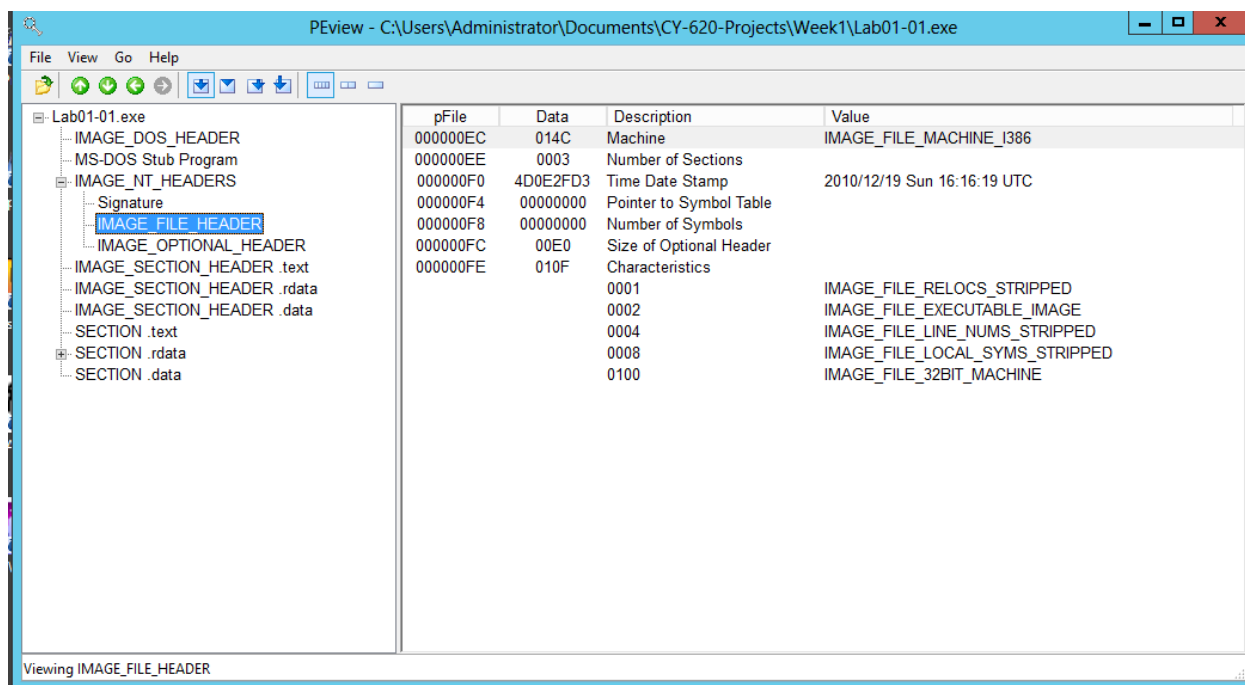 PEview - C:\Users\Administrator\Documents\CY-620-Projects\Week1\Lab01-01.exe
File View Go Help
Lab01-01.exe
IMAGE_DOS_HEADER
MS-DOS Stub Program
IMAGE_NT_HEADERS
Signature
IMAGE_FILE_HEADER
IMAGE_OPTIONAL_HEADER
IMAGE_SECTION_HEADER .text
IMAGE_SECTION_HEADER .rdata
IMAGE_SECTION_HEADER .data
SECTION .text
SECTION .rdata
SECTION .data
pFile Data Description Value
000000EC 014C Machine IMAGE_FILE_MACHINE_I386
000000EE 0003 Number of Sections
000000F0 4D0E2FD3 Time Date Stamp 2010/12/19 Sun 16:16:19 UTC
000000F4 00000000 Pointer to Symbol Table
000000F8 00000000 Number of Symbols
000000FC 00E0 Size of Optional Header
000000FE 010F Characteristics
0001 IMAGE_FILE_RELOCS_STRIPPED
0002 IMAGE_FILE_EXECUTABLE_IMAGE
0004 IMAGE_FILE_LINE_NUMS_STRIPPED
0008 IMAGE_FILE_LOCAL_SYMS_STRIPPED
0100 IMAGE_FILE_32BIT_MACHINE
Viewing IMAGE_FILE_HEADER